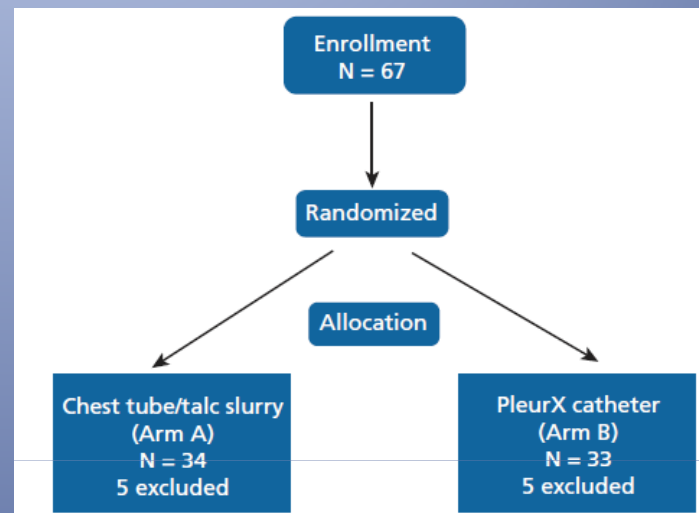 Enrollment
N = 67
Randomized
Allocation
Chest tube/talc slurry
(Arm A)
N = 34
5 excluded
PleurX catheter
(Arm B)
N = 33
5 excluded